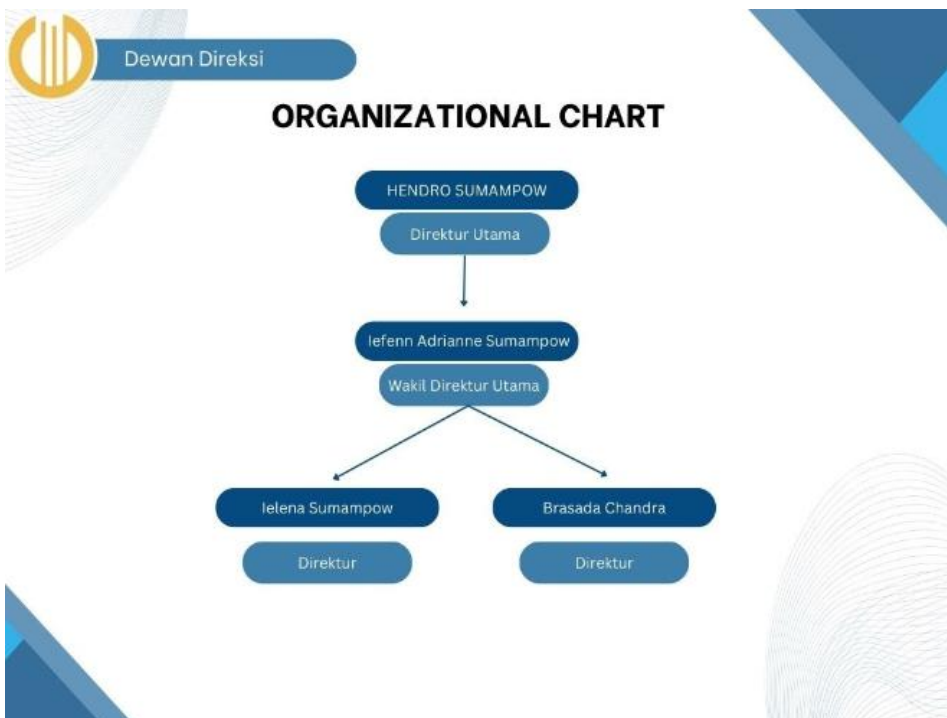 Dewan Direksi
ORGANIZATIONAL CHART
HENDRO SUMAMPOW
Direktur Utama
Iefenn Adrianne Sumampow
Wakil Direktur Utama
Ielena Sumampow
Brasada Chandra
Direktur
Direktur